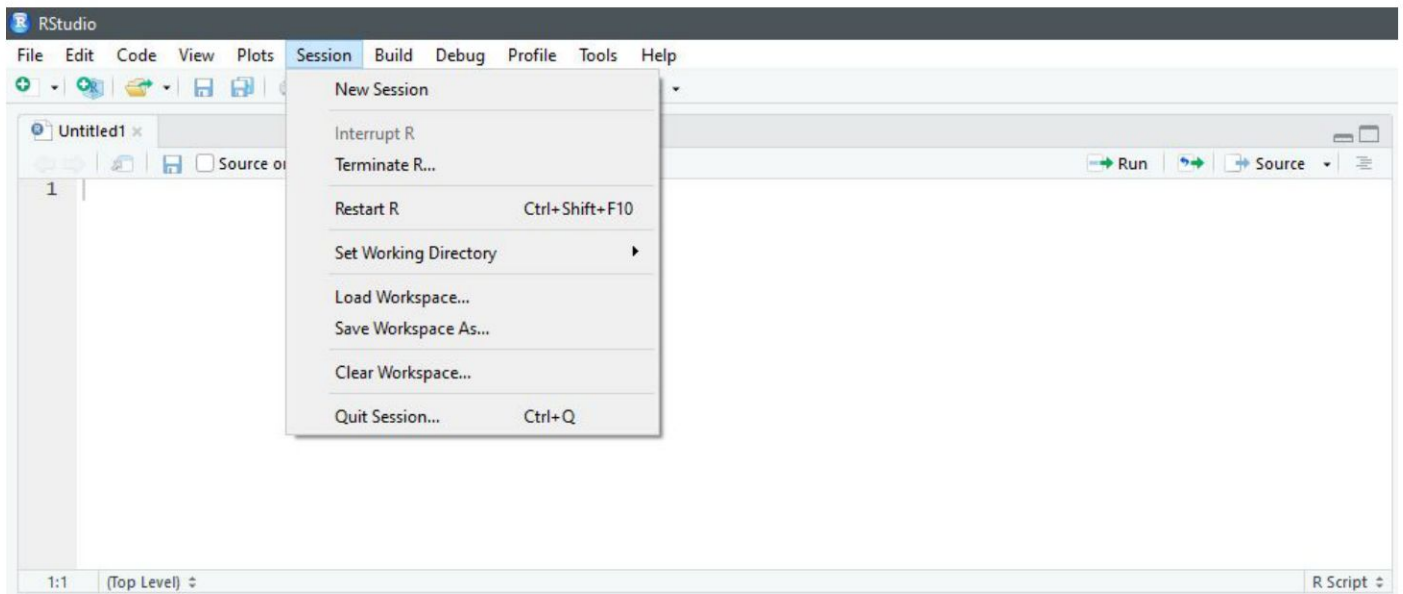 RStudio
File Edit Code View Plots Session Build Debug Profile Tools Help
New Session
Untitled1
Interrupt R
Source
Terminate R...
Run Source
1
Restart R Ctrl+Shift+F10
Set Working Directory
Load Workspace...
Save Workspace As...
Clear Workspace...
Quit Session... Ctrl+Q
1:1 (Top Level) R Script